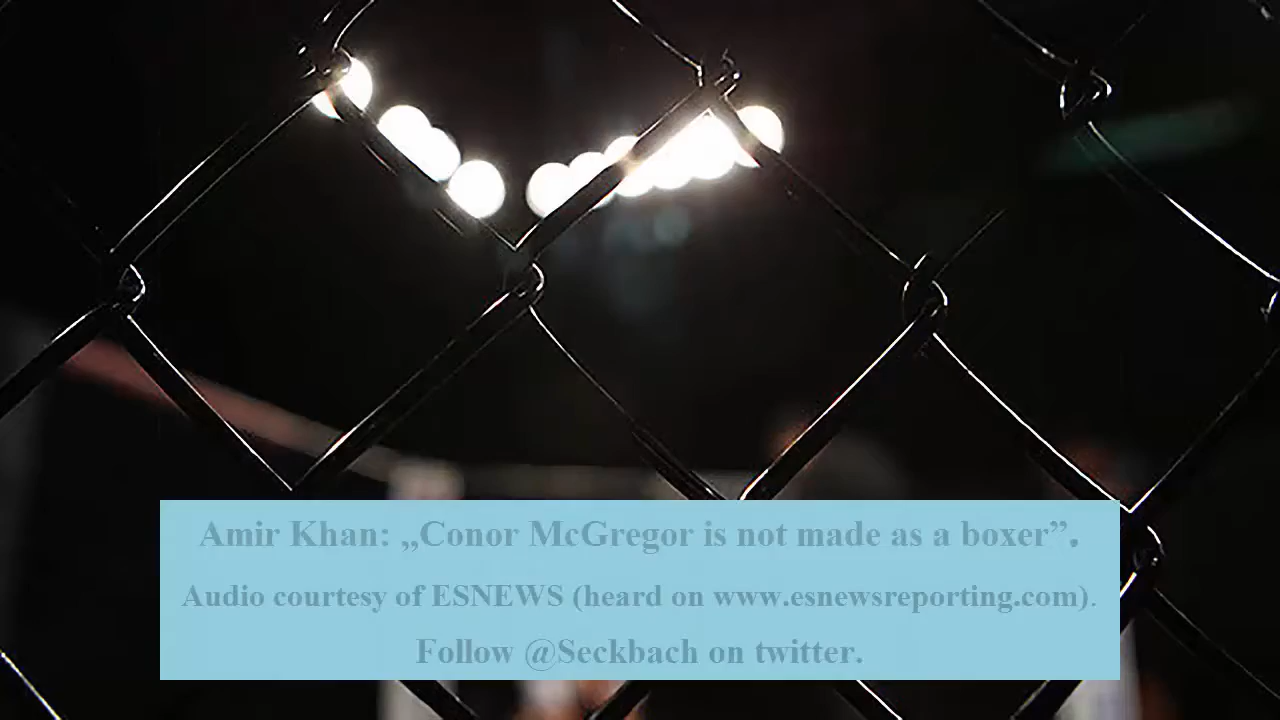 Amir Khan: „Conor McGregor is not made as a boxer”.
Audio courtesy of ESNEWS (heard on www.esnewsreporting.com).
Follow @Seckbach on twitter.